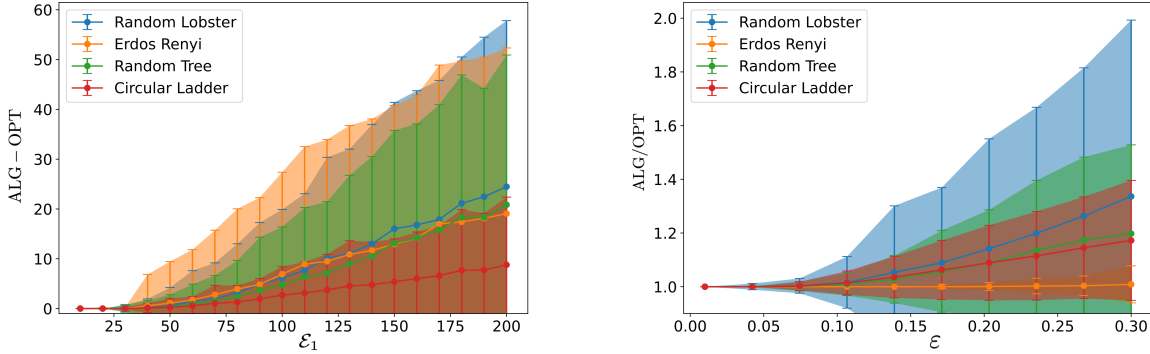 60
50
40
30
20
10
0
ALG − OPT
Random Lobster
Erdos Renyi
Random Tree
Circular Ladder
25
50
75
100
125
150
175
200
ℰ₁
2.0
1.8
1.6
1.4
1.2
1.0
ALG/OPT
Random Lobster
Erdos Renyi
Random Tree
Circular Ladder
0.00
0.05
0.10
0.15
0.20
0.25
0.30
ε